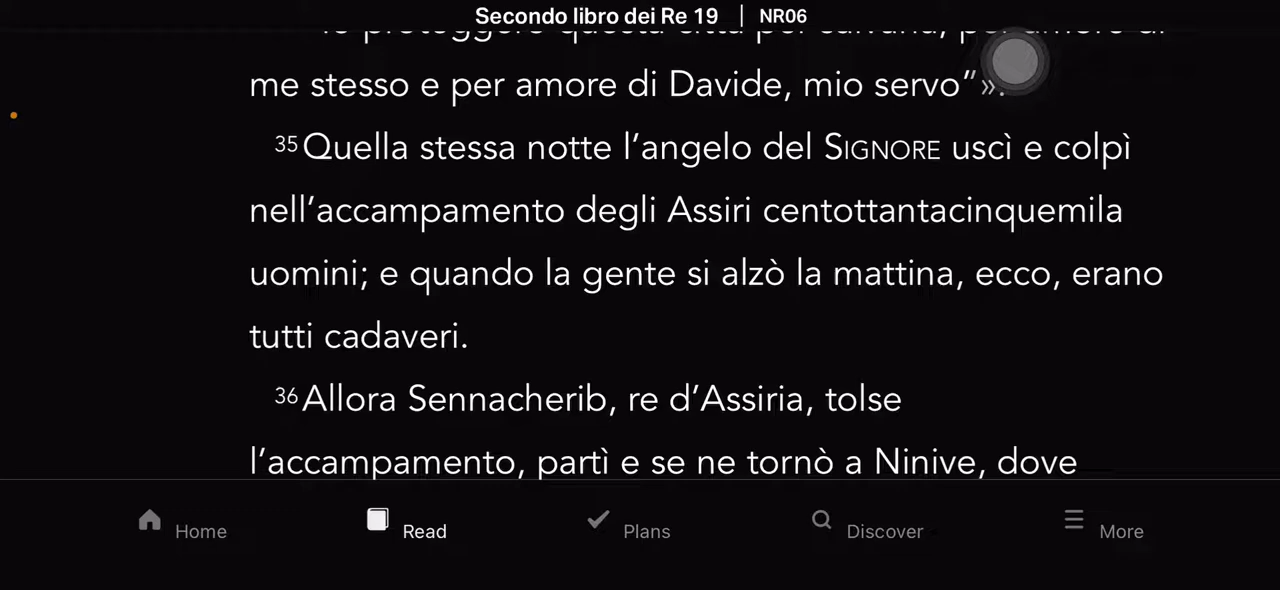 Secondo libro dei Re 19 | NR06
me stesso e per amore di Davide, mio servo”».
35 Quella stessa notte l’angelo del SIGNORE uscì e colpì
nell’accampamento degli Assiri centottantacinquemila
uomini; e quando la gente si alzò la mattina, ecco, erano
tutti cadaveri.
36 Allora Sennacherib, re d’Assiria, tolse
l’accampamento, partì e se ne tornò a Ninive, dove
Home Read Plans Discover More